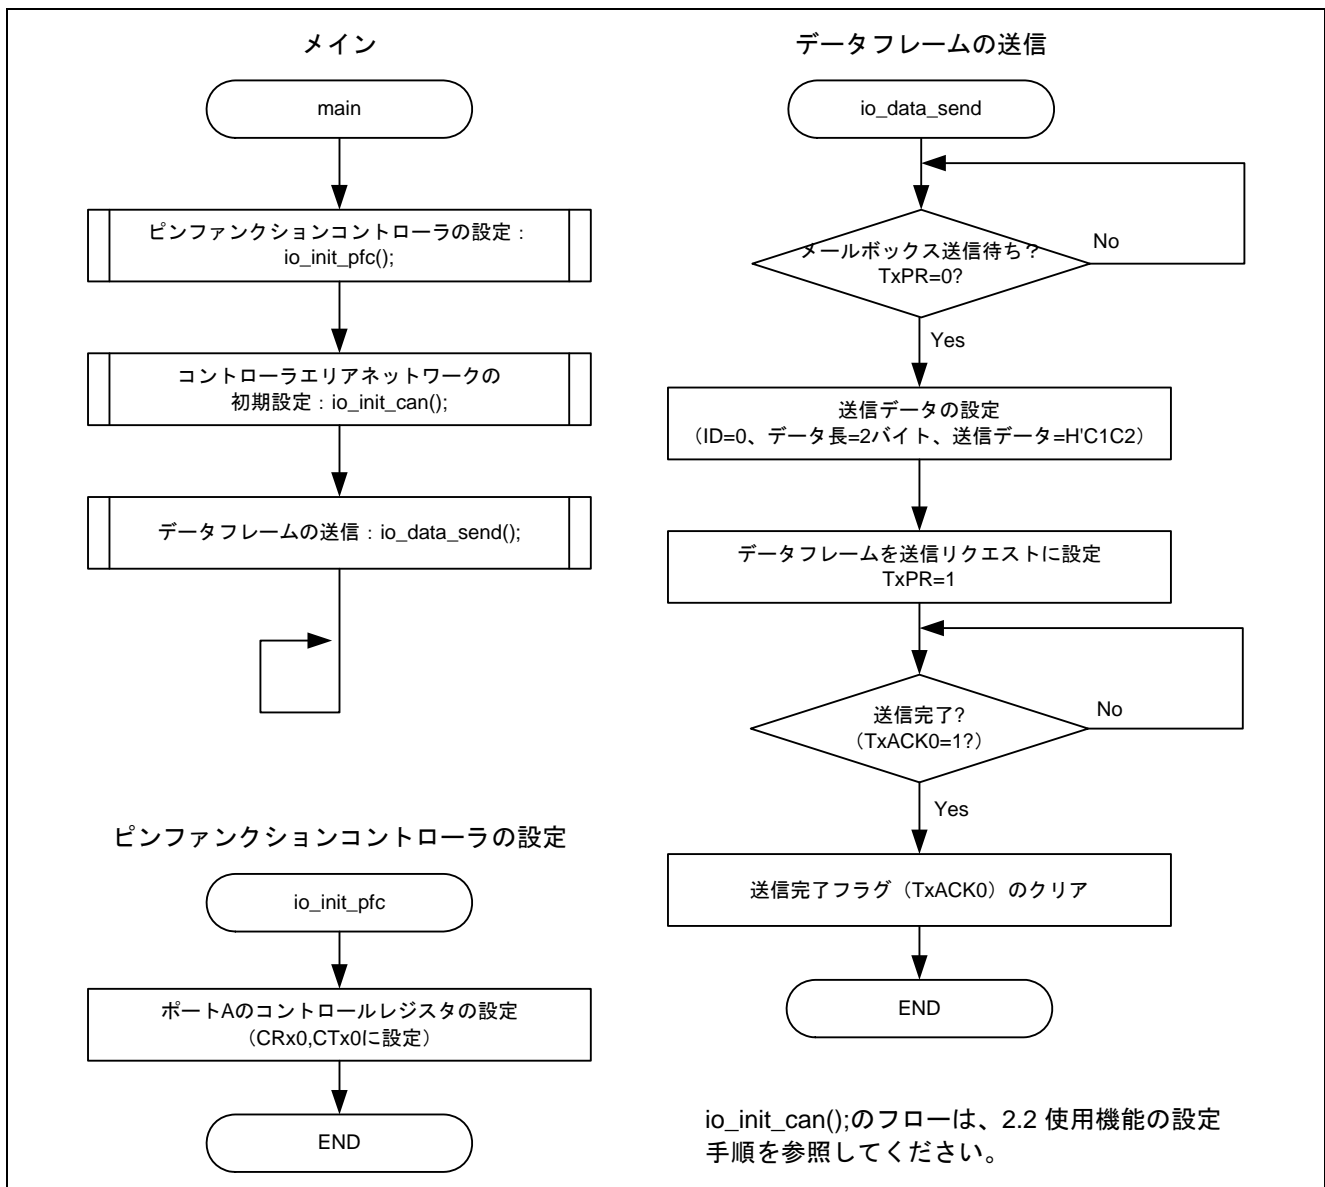 メイン
main
ピンファンクションコントローラの設定：
io_init_pfc();
コントローラエリアネットワークの
初期設定：io_init_can();
データフレームの送信：io_data_send();
ピンファンクションコントローラの設定
io_init_pfc
ポートAのコントロールレジスタの設定
（CRx0,CTx0に設定）
END
データフレームの送信
io_data_send
メールボックス送信待ち？
TxPR=0?
No
Yes
送信データの設定
（ID=0、データ長=2バイト、送信データ=H'C1C2）
データフレームを送信リクエストに設定
TxPR=1
送信完了?
（TxACK0=1?）
No
Yes
送信完了フラグ（TxACK0）のクリア
END
io_init_can();のフローは、2.2 使用機能の設定
手順を参照してください。